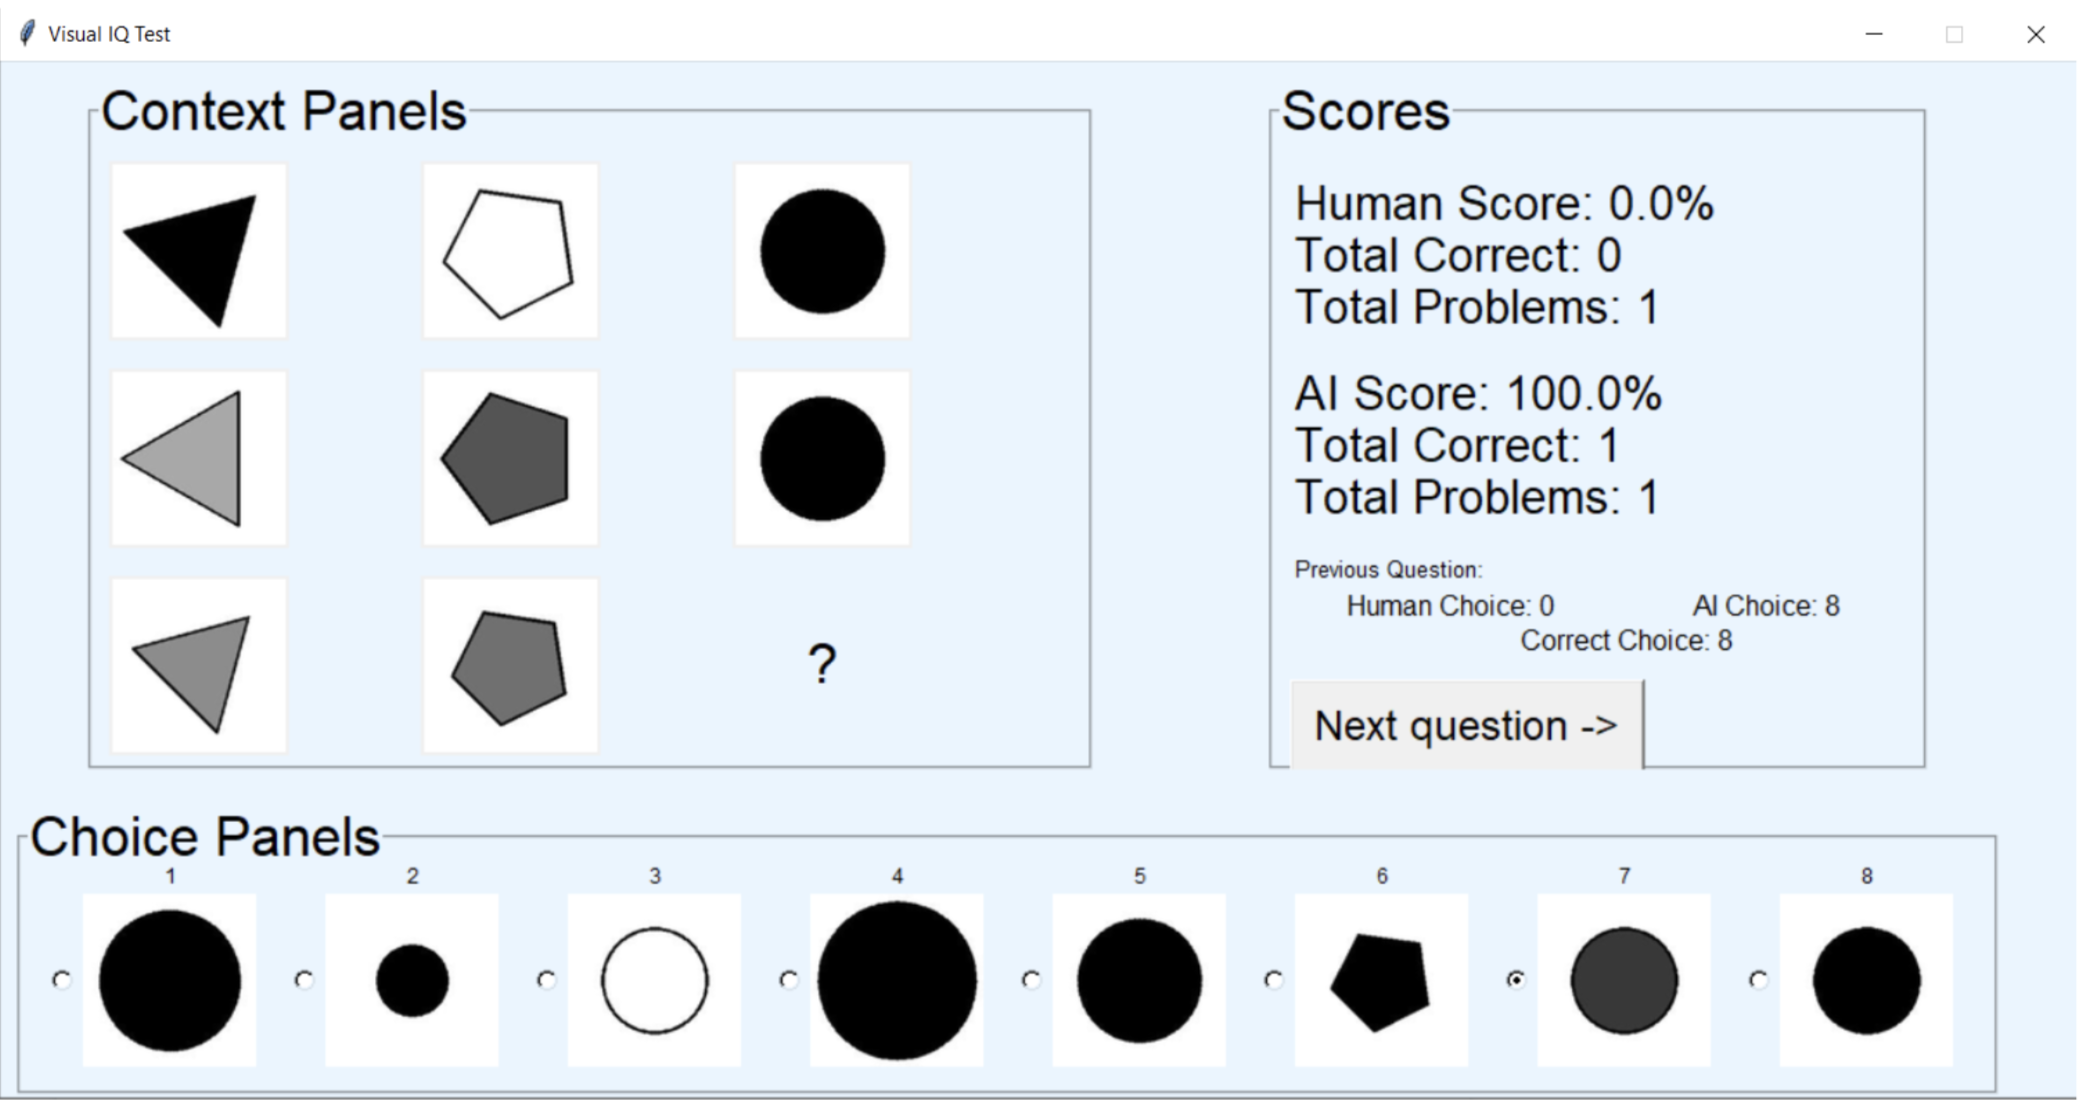 Visual IQ Test
Context Panels
?
Scores
Human Score: 0.0%
Total Correct: 0
Total Problems: 1
AI Score: 100.0%
Total Correct: 1
Total Problems: 1
Previous Question:
Human Choice: 0 AI Choice: 8
Correct Choice: 8
Next question ->
Choice Panels
1 2 3 4 5 6 7 8